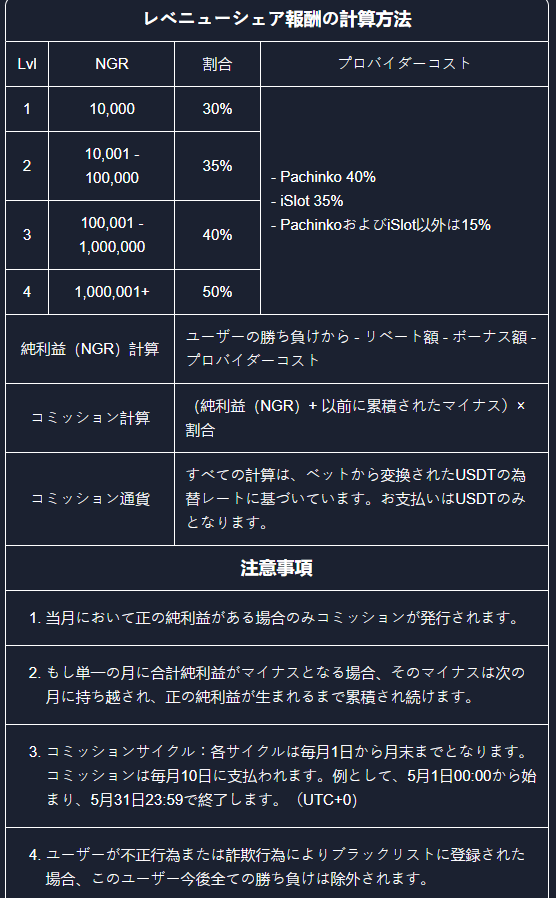 レベニューシェア報酬の計算方法
Lvl NGR 割合 プロバイダーコスト
1 10,000 30%
2 10,001 -
100,000 35%
3 100,001 -
1,000,000 40%
4 1,000,001+ 50%
- Pachinko 40%
- iSlot 35%
- PachinkoおよびiSlot以外は15%
純利益（NGR）計算
ユーザーの勝ち負けから - リベート額 - ボーナス額 -
プロバイダーコスト
コミッション計算
（純利益（NGR）+ 以前に累積されたマイナス）×
割合
コミッション通貨
すべての計算は、ベットから変換されたUSDTの為
替レートに基づいています。お支払いはUSDTのみ
となります。
注意事項
1. 当月において正の純利益がある場合のみコミッションが発行されます。
2. もし単一の月に合計純利益がマイナスとなる場合、そのマイナスは次の
月に持ち越され、正の純利益が生まれるまで累積され続けます。
3. コミッションサイクル：各サイクルは毎月1日から月末までとなります。
コミッションは毎月10日に支払われます。例として、5月1日00:00から始
まり、5月31日23:59で終了します。（UTC+0）
4. ユーザーが不正行為または詐欺行為によりブラックリストに登録された
場合、このユーザー今後全ての勝ち負けは除外されます。